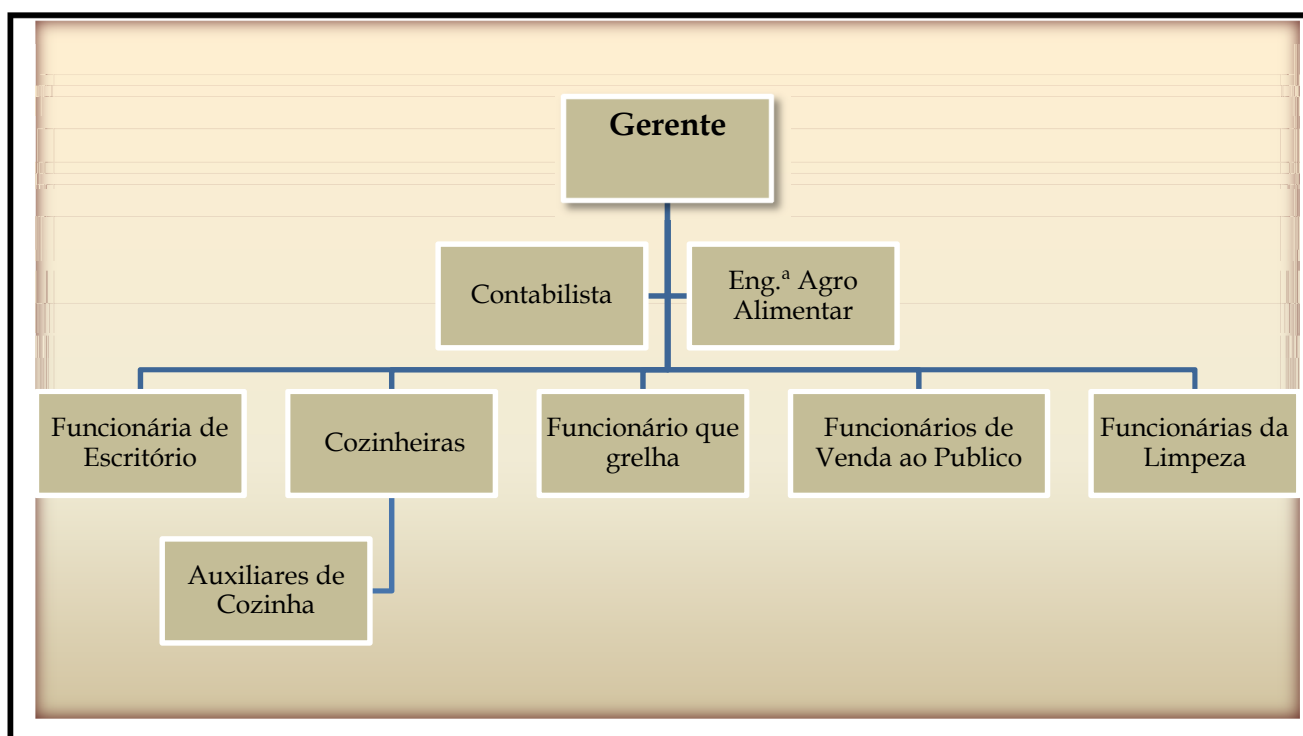 Gerente
Contabilista
Eng.ª Agro
Alimentar
Funcionária de
Escritório
Cozinheiras
Funcionário que
grelha
Funcionários de
Venda ao Publico
Funcionárias da
Limpeza
Auxiliares de
Cozinha